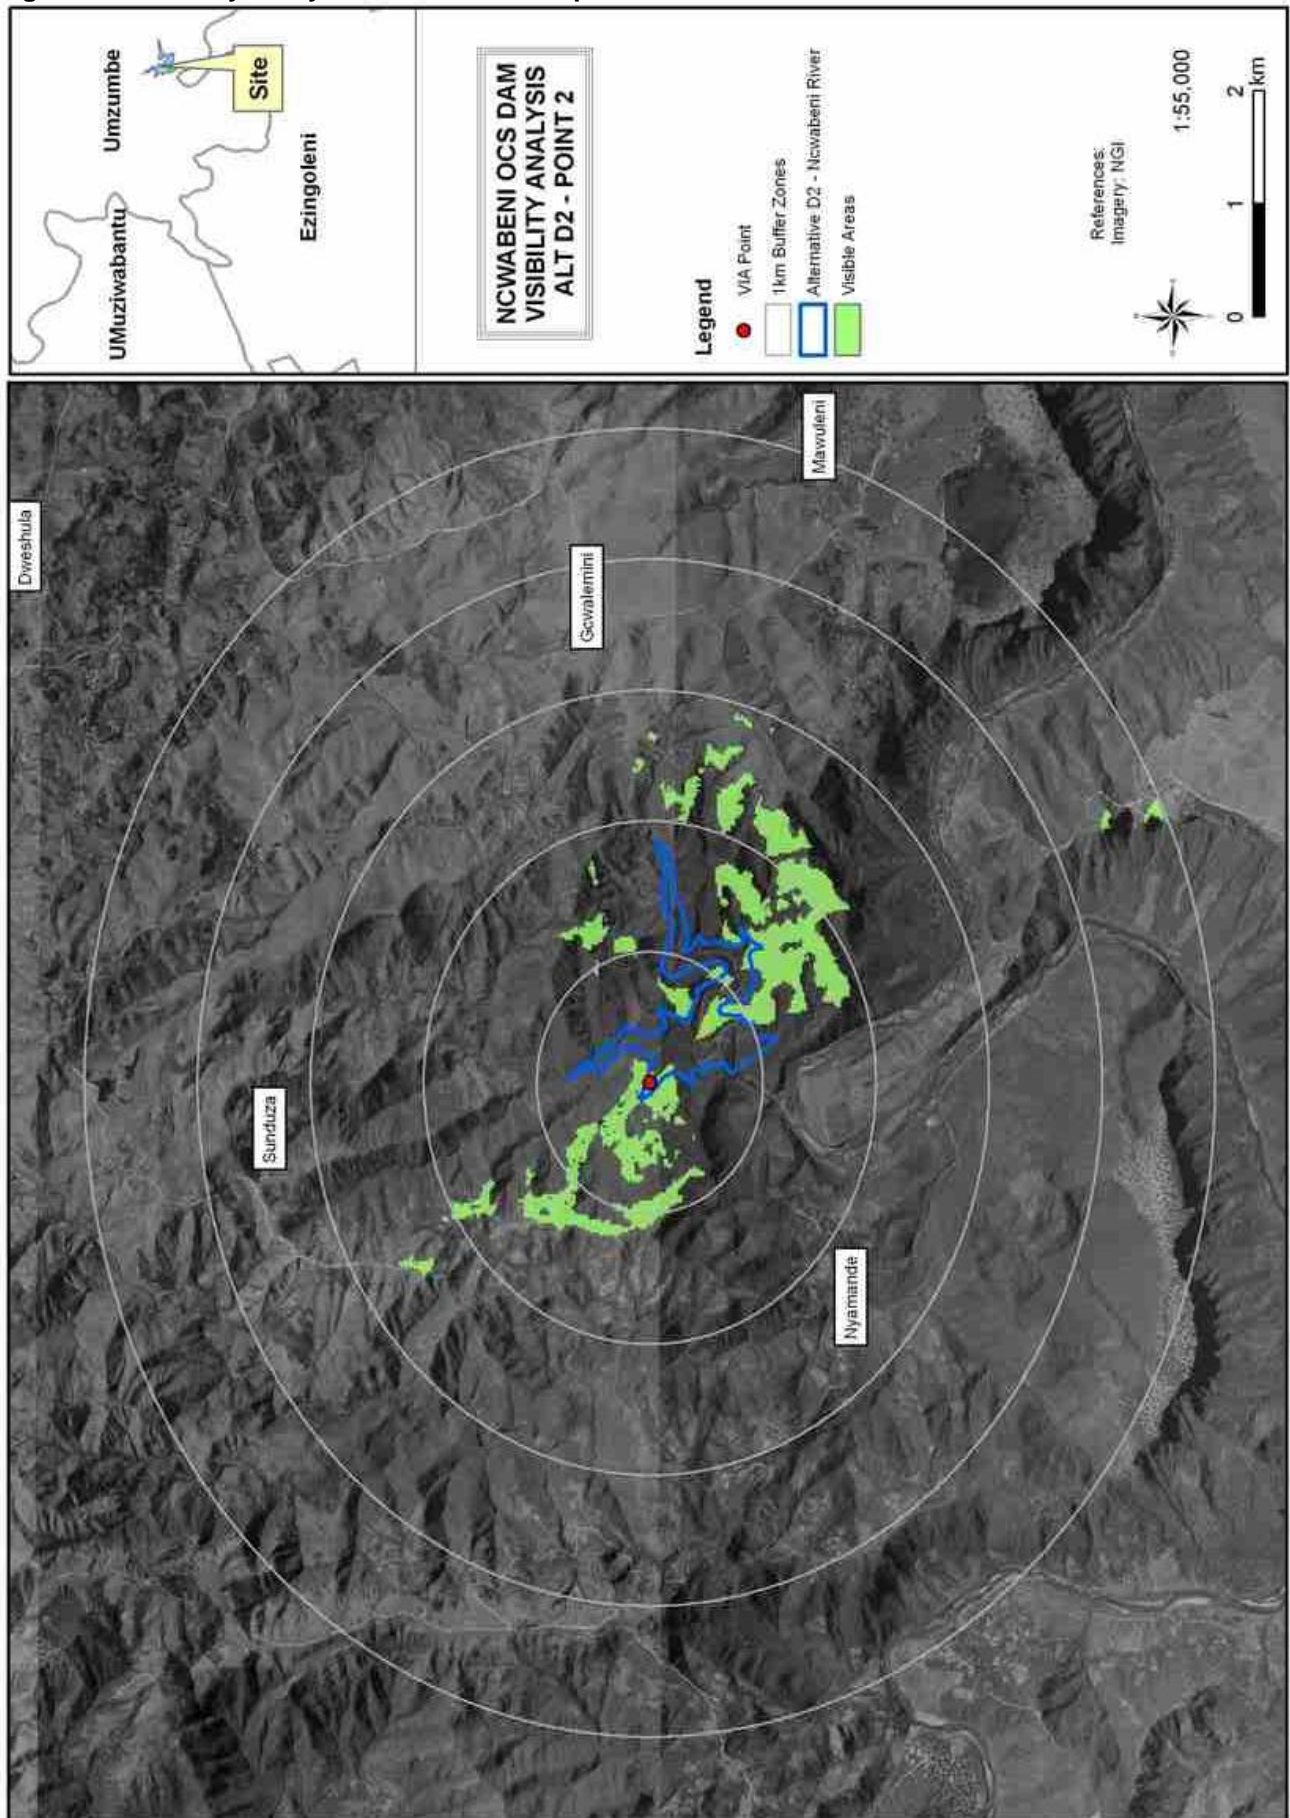 UMuziwabantu
Umzumbe
Site
Ezingoleni
NCWABENI OCS DAM
VISIBILITY ANALYSIS
ALT D2 - POINT 2
Legend
VIA Point
1km Buffer Zones
Alternative D2 - Ncwabeni River
Visible Areas
References:
Imagery: NGI
1:55,000
0 1 2
km
Dweshula
Sunduza
Gcwalemini
Mawuleni
Nyamande